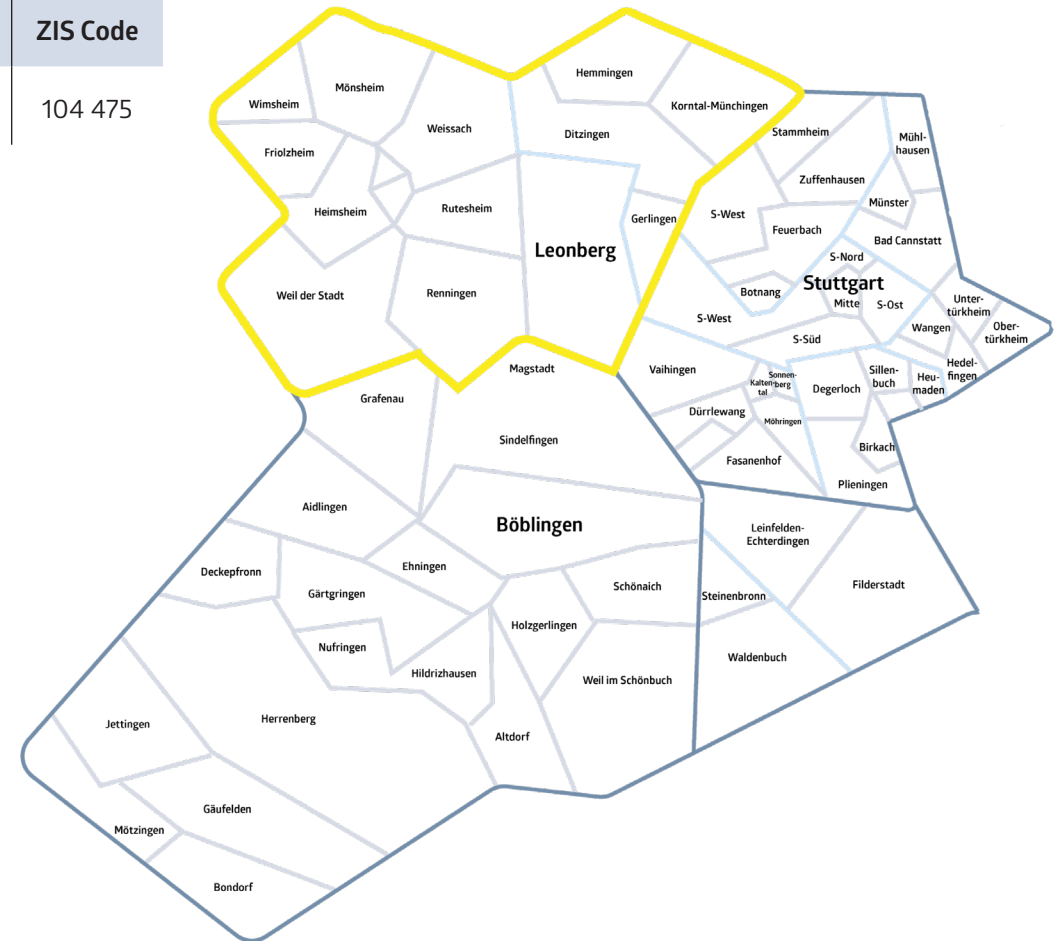 ZIS Code
104 475
Hemmingen
Mönsheim
Wimsheim
Korntal-Münchingen
Weissach
Ditzingen
Stammheim
Mühl-
hausen
Friolzheim
Zuffenhausen
Heimsheim
Rutesheim
Gerlingen
S-West
Münster
Feuerbach
Bad Cannstatt
Leonberg
S-Nord
Stuttgart
Weil der Stadt
Renningen
Botnang
Mitte
S-Ost
Unter-
türkheim
S-West
Wangen
Ober-
türkheim
S-Süd
Magstadt
Vaihingen
Sonnen-
berg
Kalten-
tal
Degerloch
Sillen-
buch
Heu-
maden
Hedel-
fingen
Grafenau
Dürrlewang
Möhringen
Sindelfingen
Birkach
Fasanenhof
Plieningen
Aidlingen
Böblingen
Leinfelden-
Echterdingen
Deckepfronn
Ehningen
Gärtgringen
Schönaich
Steinenbronn
Filderstadt
Holzgerlingen
Nufringen
Hildrizhausen
Weil im Schönbuch
Waldenbuch
Herrenberg
Jettingen
Altdorf
Gäufelden
Mötzingen
Bondorf